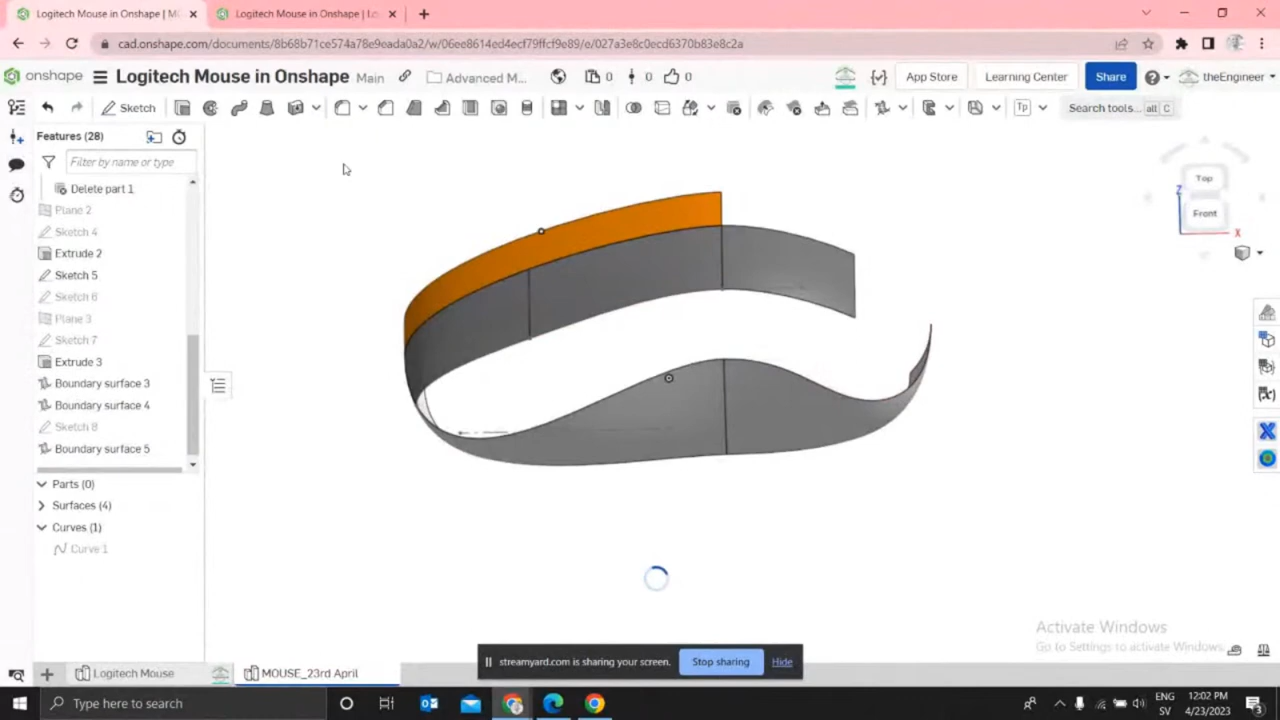 Logitech Mouse in Onshape | M
Logitech Mouse in Onshape | Lo
cad.onshape.com/documents/8b68b71ce574a78e9eada0a2/w/06ee8614ed4ecf79ffcf9e89/e/027a3e8c0ecd6370b83e8c2a
onshape Logitech Mouse in Onshape Main Advanced M... 0 0 0 App Store Learning Center Share theEngineer
Sketch Tp Search tools... alt C
Features (28)
Filter by name or type
Delete part 1
Plane 2
Sketch 4
Extrude 2
Sketch 5
Sketch 6
Plane 3
Sketch 7
Extrude 3
Boundary surface 3
Boundary surface 4
Sketch 8
Boundary surface 5
Parts (0)
Surfaces (4)
Curves (1)
Curve 1
Top
Z
Front
X
(x)
Activate Windows
Go to Settings to activate Windows.
streamyard.com is sharing your screen. Stop sharing Hide
Logitech Mouse
MOUSE_23rd April
Type here to search
ENG
SV
12:02 PM
4/23/2023
3